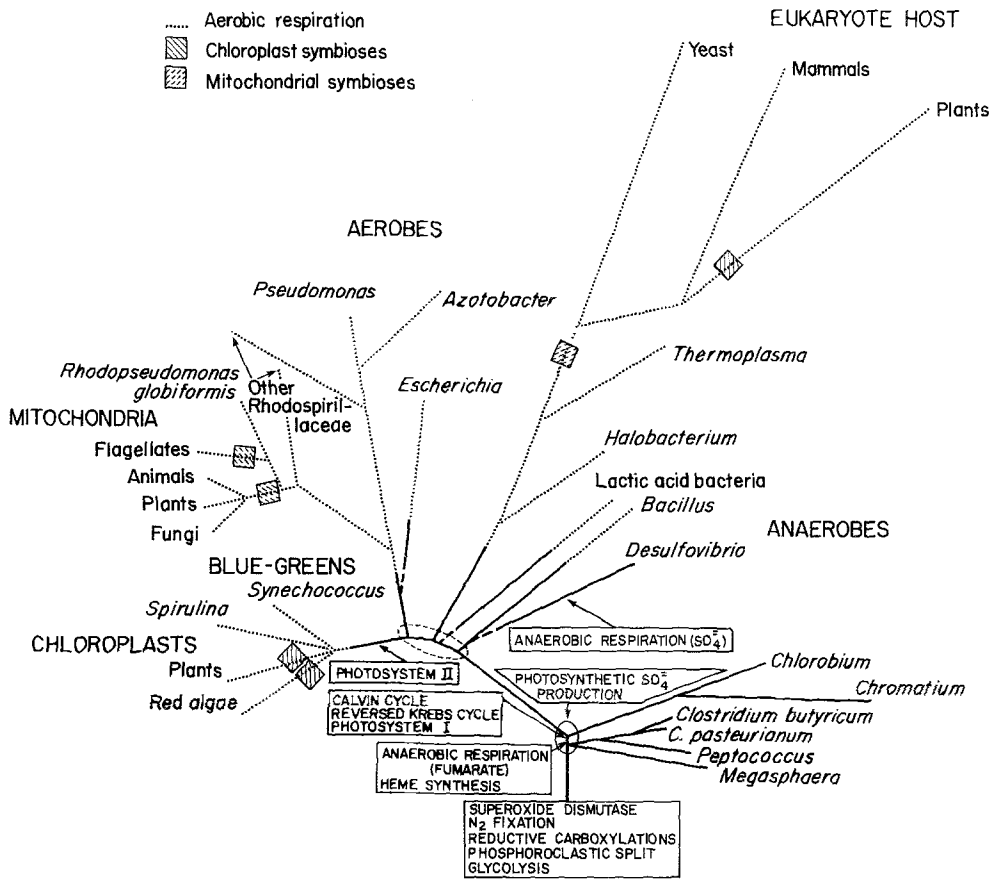 Aerobic respiration
Chloroplast symbioses
Mitochondrial symbioses
EUKARYOTE HOST
Yeast
Mammals
Plants
AEROBES
Pseudomonas
Azotobacter
Rhodopseudomonas
globiformis
Other
Rhodospiril-
laceae
Escherichia
Thermoplasma
MITOCHONDRIA
Flagellates
Animals
Plants
Fungi
Halobacterium
Lactic acid bacteria
Bacillus
ANAEROBES
Desulfovibrio
BLUE-GREENS
Synechococcus
Spirulina
CHLOROPLASTS
Plants
Red algae
ANAEROBIC RESPIRATION (SO₄⁼)
PHOTOSYSTEM II
PHOTOSYNTHETIC SO₄⁼
PRODUCTION
CALVIN CYCLE
REVERSED KREBS CYCLE
PHOTOSYSTEM I
Chlorobium
Chromatium
Clostridium butyricum
C. pasteurianum
Peptococcus
Megasphaera
ANAEROBIC RESPIRATION
(FUMARATE)
HEME SYNTHESIS
SUPEROXIDE DISMUTASE
N₂ FIXATION
REDUCTIVE CARBOXYLATIONS
PHOSPHOROCLASTIC SPLIT
GLYCOLYSIS